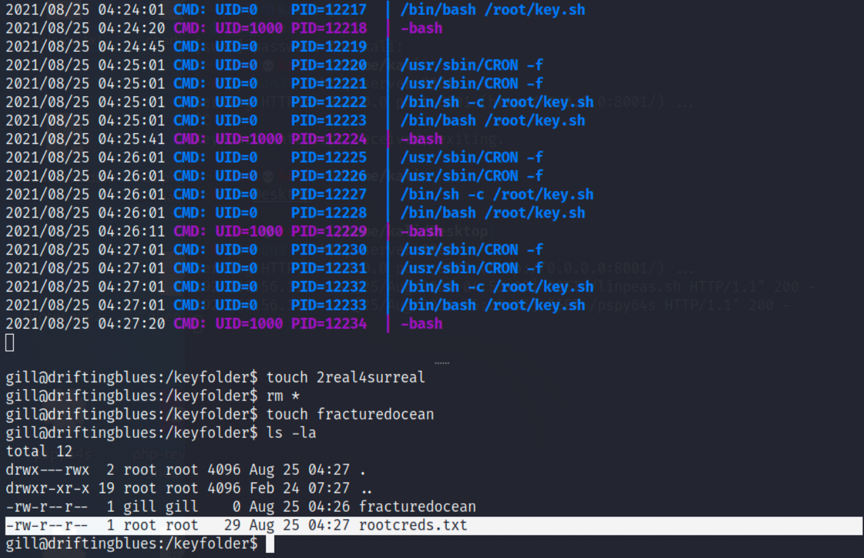 2021/08/25 04:24:01 CMD: UID=0    PID=12217  | /bin/bash /root/key.sh
2021/08/25 04:24:20 CMD: UID=1000 PID=12218  | -bash
2021/08/25 04:24:45 CMD: UID=0    PID=12219  |
2021/08/25 04:25:01 CMD: UID=0    PID=12220  | /usr/sbin/CRON -f
2021/08/25 04:25:01 CMD: UID=0    PID=12221  | /usr/sbin/CRON -f
2021/08/25 04:25:01 CMD: UID=0    PID=12222  | /bin/sh -c /root/key.sh
2021/08/25 04:25:01 CMD: UID=0    PID=12223  | /bin/bash /root/key.sh
2021/08/25 04:25:41 CMD: UID=1000 PID=12224  | -bash
2021/08/25 04:26:01 CMD: UID=0    PID=12225  | /usr/sbin/CRON -f
2021/08/25 04:26:01 CMD: UID=0    PID=12226  | /usr/sbin/CRON -f
2021/08/25 04:26:01 CMD: UID=0    PID=12227  | /bin/sh -c /root/key.sh
2021/08/25 04:26:01 CMD: UID=0    PID=12228  | /bin/bash /root/key.sh
2021/08/25 04:26:11 CMD: UID=1000 PID=12229  | -bash
2021/08/25 04:27:01 CMD: UID=0    PID=12230  | /usr/sbin/CRON -f
2021/08/25 04:27:01 CMD: UID=0    PID=12231  | /usr/sbin/CRON -f
2021/08/25 04:27:01 CMD: UID=0    PID=12232  | /bin/sh -c /root/key.sh
2021/08/25 04:27:01 CMD: UID=0    PID=12233  | /bin/bash /root/key.sh
2021/08/25 04:27:20 CMD: UID=1000 PID=12234  | -bash
gill@driftingblues:/keyfolder$ touch 2real4surreal
gill@driftingblues:/keyfolder$ rm *
gill@driftingblues:/keyfolder$ touch fracturedocean
gill@driftingblues:/keyfolder$ ls -la
total 12
drwx---rwx  2 root root 4096 Aug 25 04:27 .
drwxr-xr-x 19 root root 4096 Feb 24 07:27 ..
-rw-r--r--  1 gill gill    0 Aug 25 04:26 fracturedocean
-rw-r--r--  1 root root   29 Aug 25 04:27 rootcreds.txt
gill@driftingblues:/keyfolder$